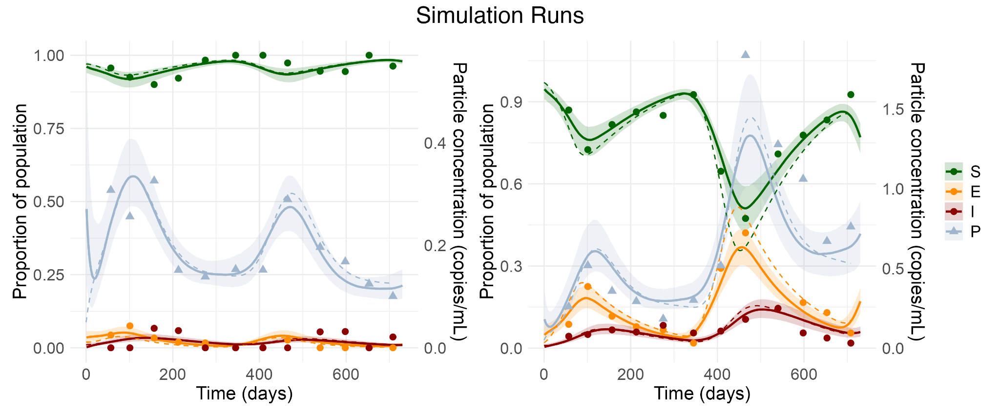 Simulation Runs
Proportion of population
1.00
0.75
0.50
0.25
0.00
0 200 400 600
Time (days)
0.4
0.2
0.0
Particle concentration (copies/mL)
Proportion of population
0.9
0.6
0.3
0.0
0 200 400 600
Time (days)
1.5
1.0
0.5
0.0
Particle concentration (copies/mL)
S
E
I
P